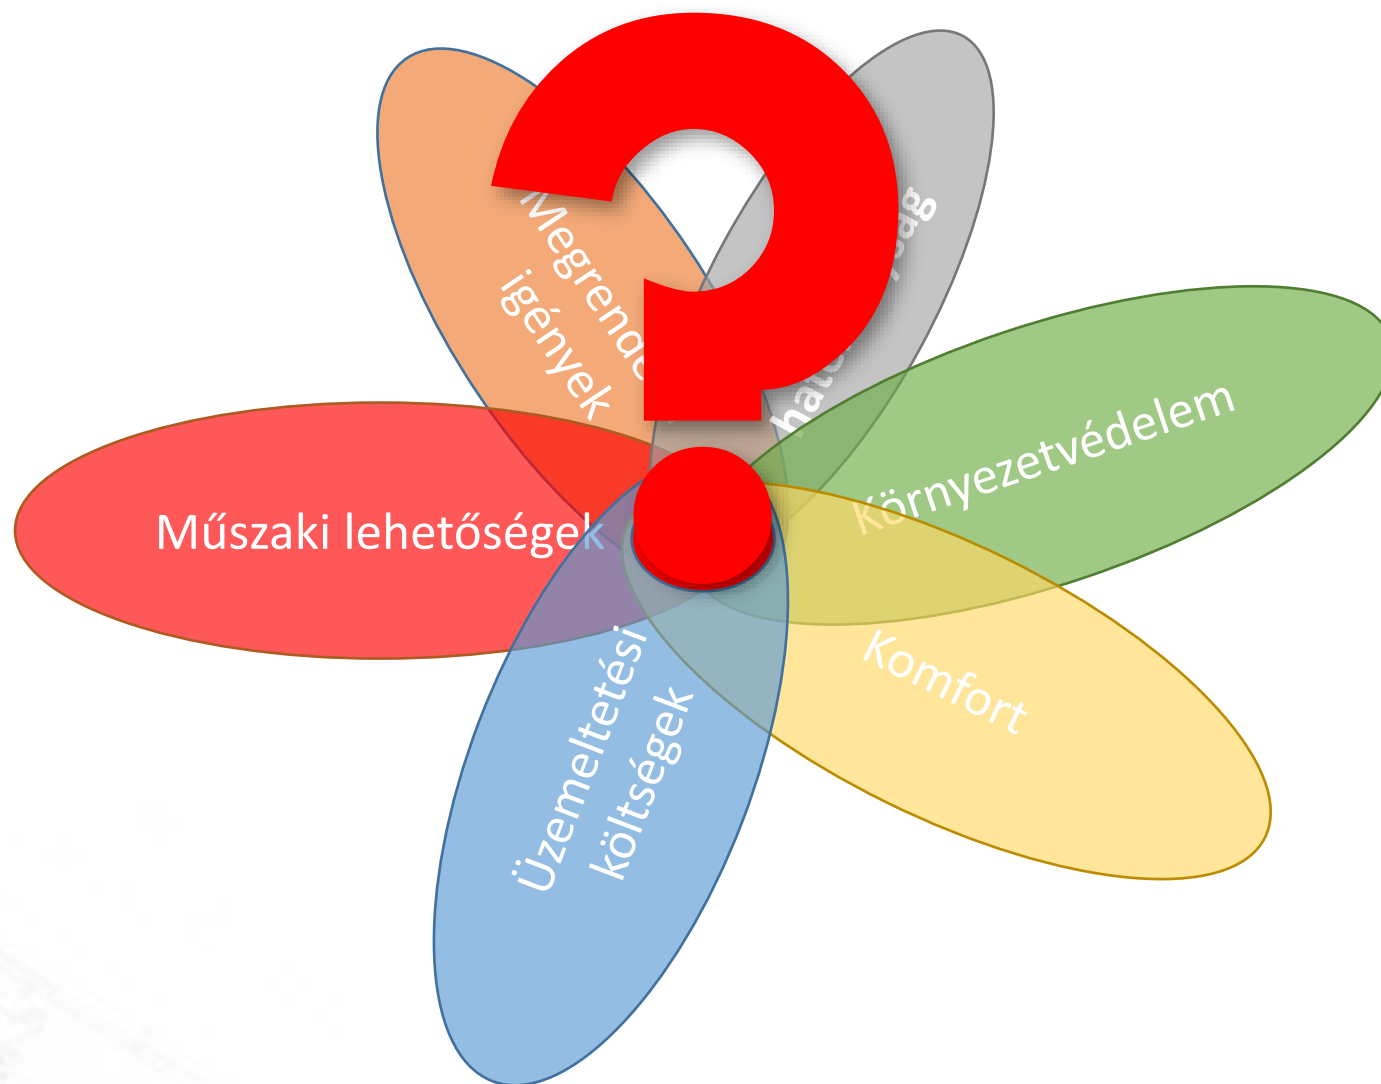 igények
Környezetvédelem
Műszaki lehetőségek
Komfort
Üzemeltetési
költségek